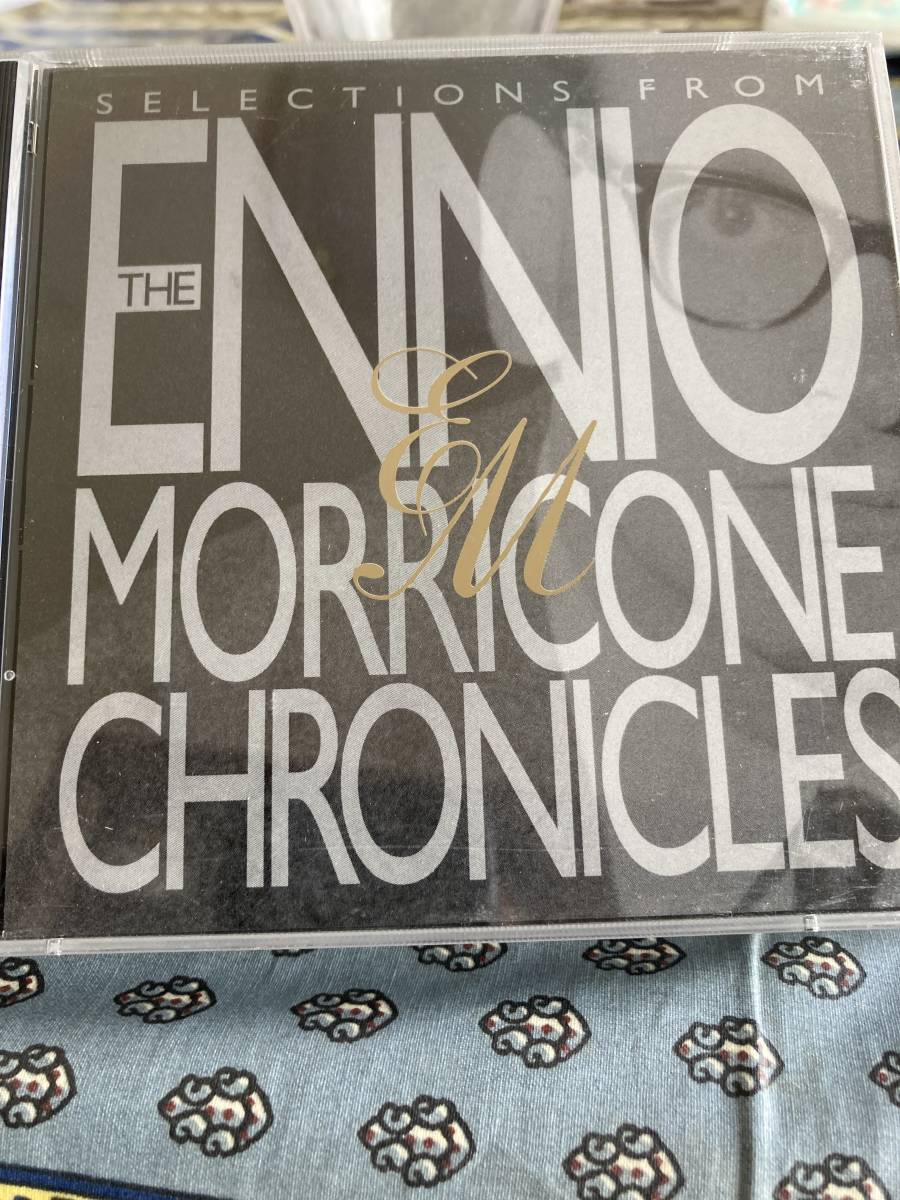 SELECTIONS FROM
THE
ENNIO
EM
MORRICONE
CHRONICLES